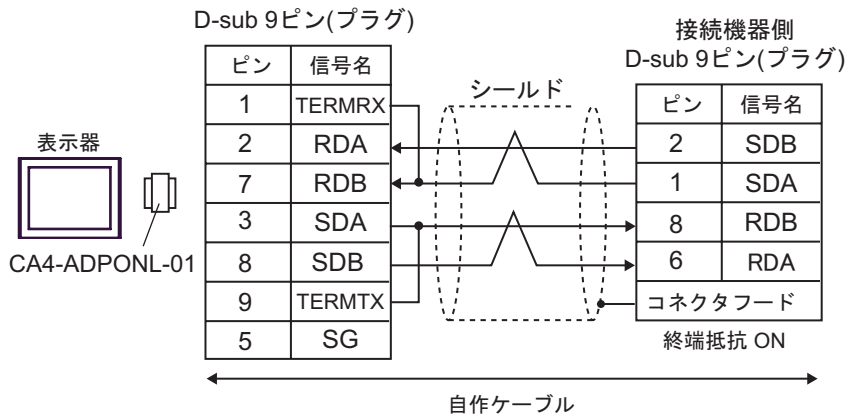 D-sub 9ピン(プラグ)
ピン 信号名
1 TERMRX
2 RDA
7 RDB
3 SDA
8 SDB
9 TERMTX
5 SG
表示器
CA4-ADPONL-01
シールド
接続機器側
D-sub 9ピン(プラグ)
ピン 信号名
2 SDB
1 SDA
8 RDB
6 RDA
コネクタフード
終端抵抗 ON
自作ケーブル